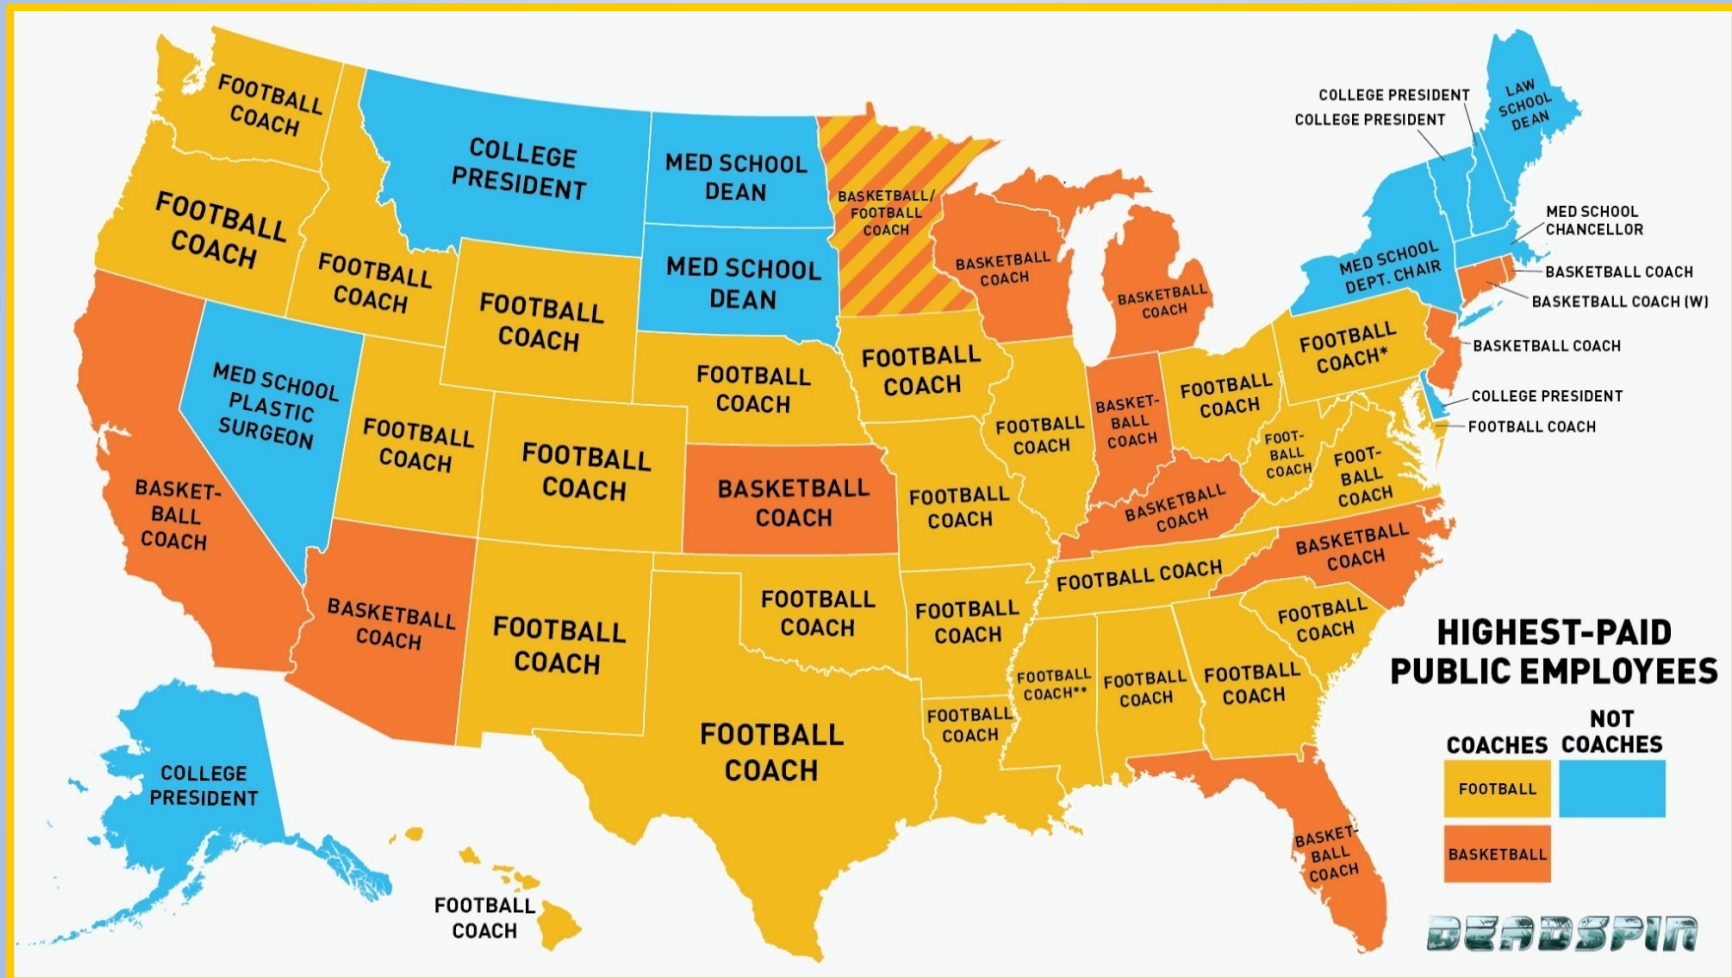 FOOTBALL
COACH
FOOTBALL
COACH
FOOTBALL
COACH
COLLEGE
PRESIDENT
MED SCHOOL
DEAN
BASKETBALL/
FOOTBALL
COACH
BASKETBALL
COACH
BASKETBALL
COACH
COLLEGE PRESIDENT
COLLEGE PRESIDENT
LAW
SCHOOL
DEAN
MED SCHOOL
DEPT. CHAIR
MED SCHOOL
CHANCELLOR
BASKETBALL COACH
BASKETBALL COACH (W)
BASKETBALL COACH
COLLEGE PRESIDENT
FOOTBALL COACH
FOOTBALL
COACH
MED SCHOOL
DEAN
FOOTBALL
COACH
FOOTBALL
COACH
FOOTBALL
COACH
BASKET-
BALL
COACH
FOOTBALL
COACH
FOOTBALL
COACH*
MED SCHOOL
PLASTIC
SURGEON
FOOTBALL
COACH
FOOTBALL
COACH
BASKETBALL
COACH
FOOTBALL
COACH
BASKETBALL
COACH
FOOT-
BALL
COACH
FOOT-
BALL
COACH
BASKET-
BALL
COACH
BASKETBALL
COACH
FOOTBALL
COACH
FOOTBALL
COACH
FOOTBALL
COACH
FOOTBALL COACH
BASKETBALL
COACH
FOOTBALL
COACH
FOOTBALL
COACH
FOOTBALL
COACH
FOOTBALL
COACH**
FOOTBALL
COACH
FOOTBALL
COACH
BASKET-
BALL
COACH
COLLEGE
PRESIDENT
FOOTBALL
COACH
HIGHEST-PAID
PUBLIC EMPLOYEES
COACHES
NOT
COACHES
FOOTBALL
BASKETBALL
DEADSPIN